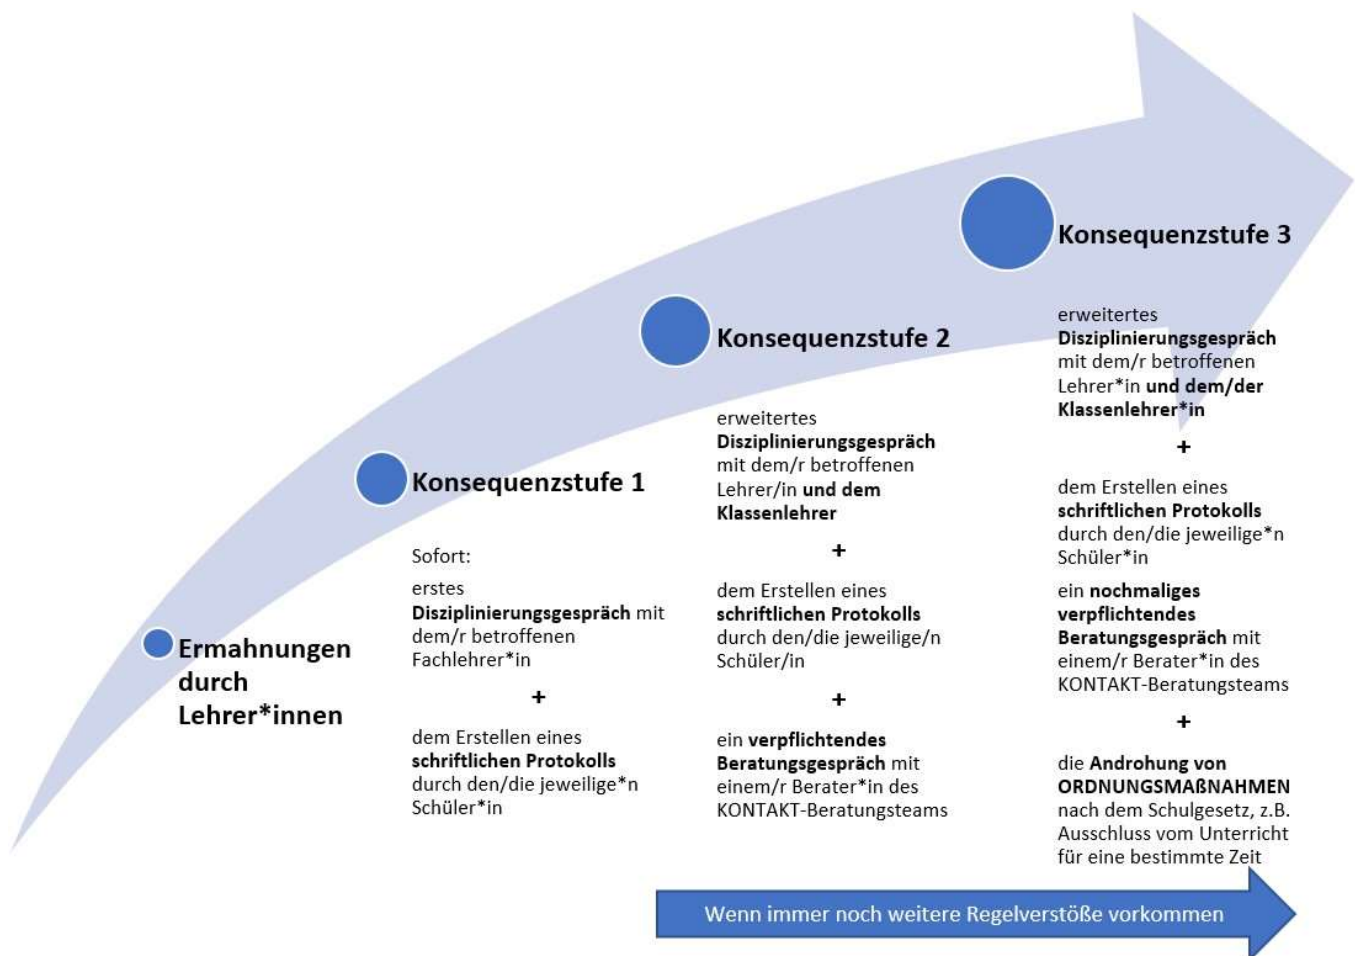 Ermahnungen
durch
Lehrer*innen
Konsequenzstufe 1
Sofort:
erstes
Disziplinierungsgespräch mit
dem/r betroffenen
Fachlehrer*in
+
dem Erstellen eines
schriftlichen Protokolls
durch den/die jeweilige*n
Schüler*in
Konsequenzstufe 2
erweitertes
Disziplinierungsgespräch
mit dem/r betroffenen
Lehrer/in und dem
Klassenlehrer
+
dem Erstellen eines
schriftlichen Protokolls
durch den/die jeweilige/n
Schüler/in
+
ein verpflichtendes
Beratungsgespräch mit
einem/r Berater*in des
KONTAKT-Beratungsteams
Konsequenzstufe 3
erweitertes
Disziplinierungsgespräch
mit dem/r betroffenen
Lehrer*in und dem/der
Klassenlehrer*in
+
dem Erstellen eines
schriftlichen Protokolls
durch den/die jeweilige*n
Schüler*in
ein nochmaliges
verpflichtendes
Beratungsgespräch mit
einem/r Berater*in des
KONTAKT-Beratungsteams
+
die Androhung von
ORDNUNGSMAßNAHMEN
nach dem Schulgesetz, z.B.
Ausschluss vom Unterricht
für eine bestimmte Zeit
Wenn immer noch weitere Regelverstöße vorkommen